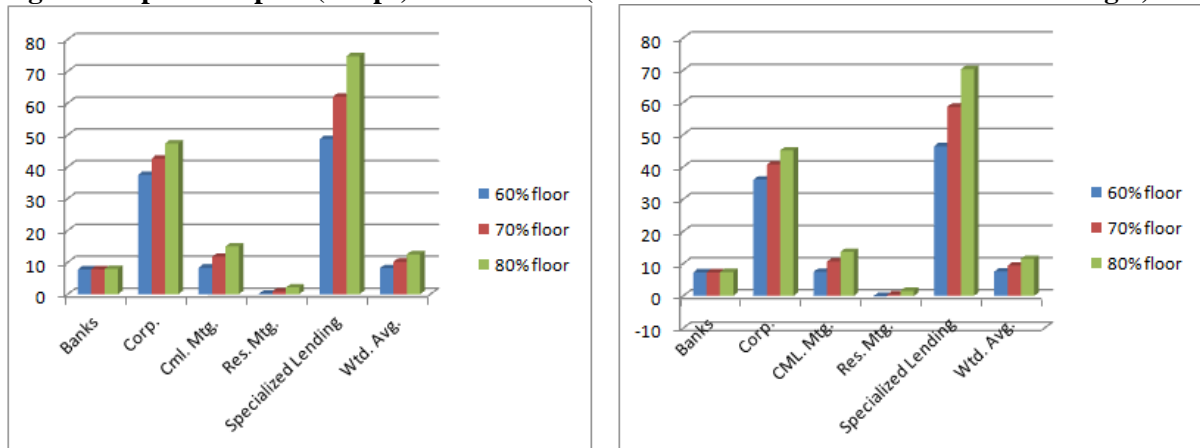 80
70
60
50
40
30
20
10
0
Banks
Corp.
Cml. Mtg.
Res. Mtg.
Specialized Lending
Wtd. Avg.
60% floor
70% floor
80% floor
80
70
60
50
40
30
20
10
0
-10
Banks
Corp.
CML. Mtg.
Res. Mtg.
Specialized Lending
Wtd. Avg.
60% floor
70% floor
80% floor